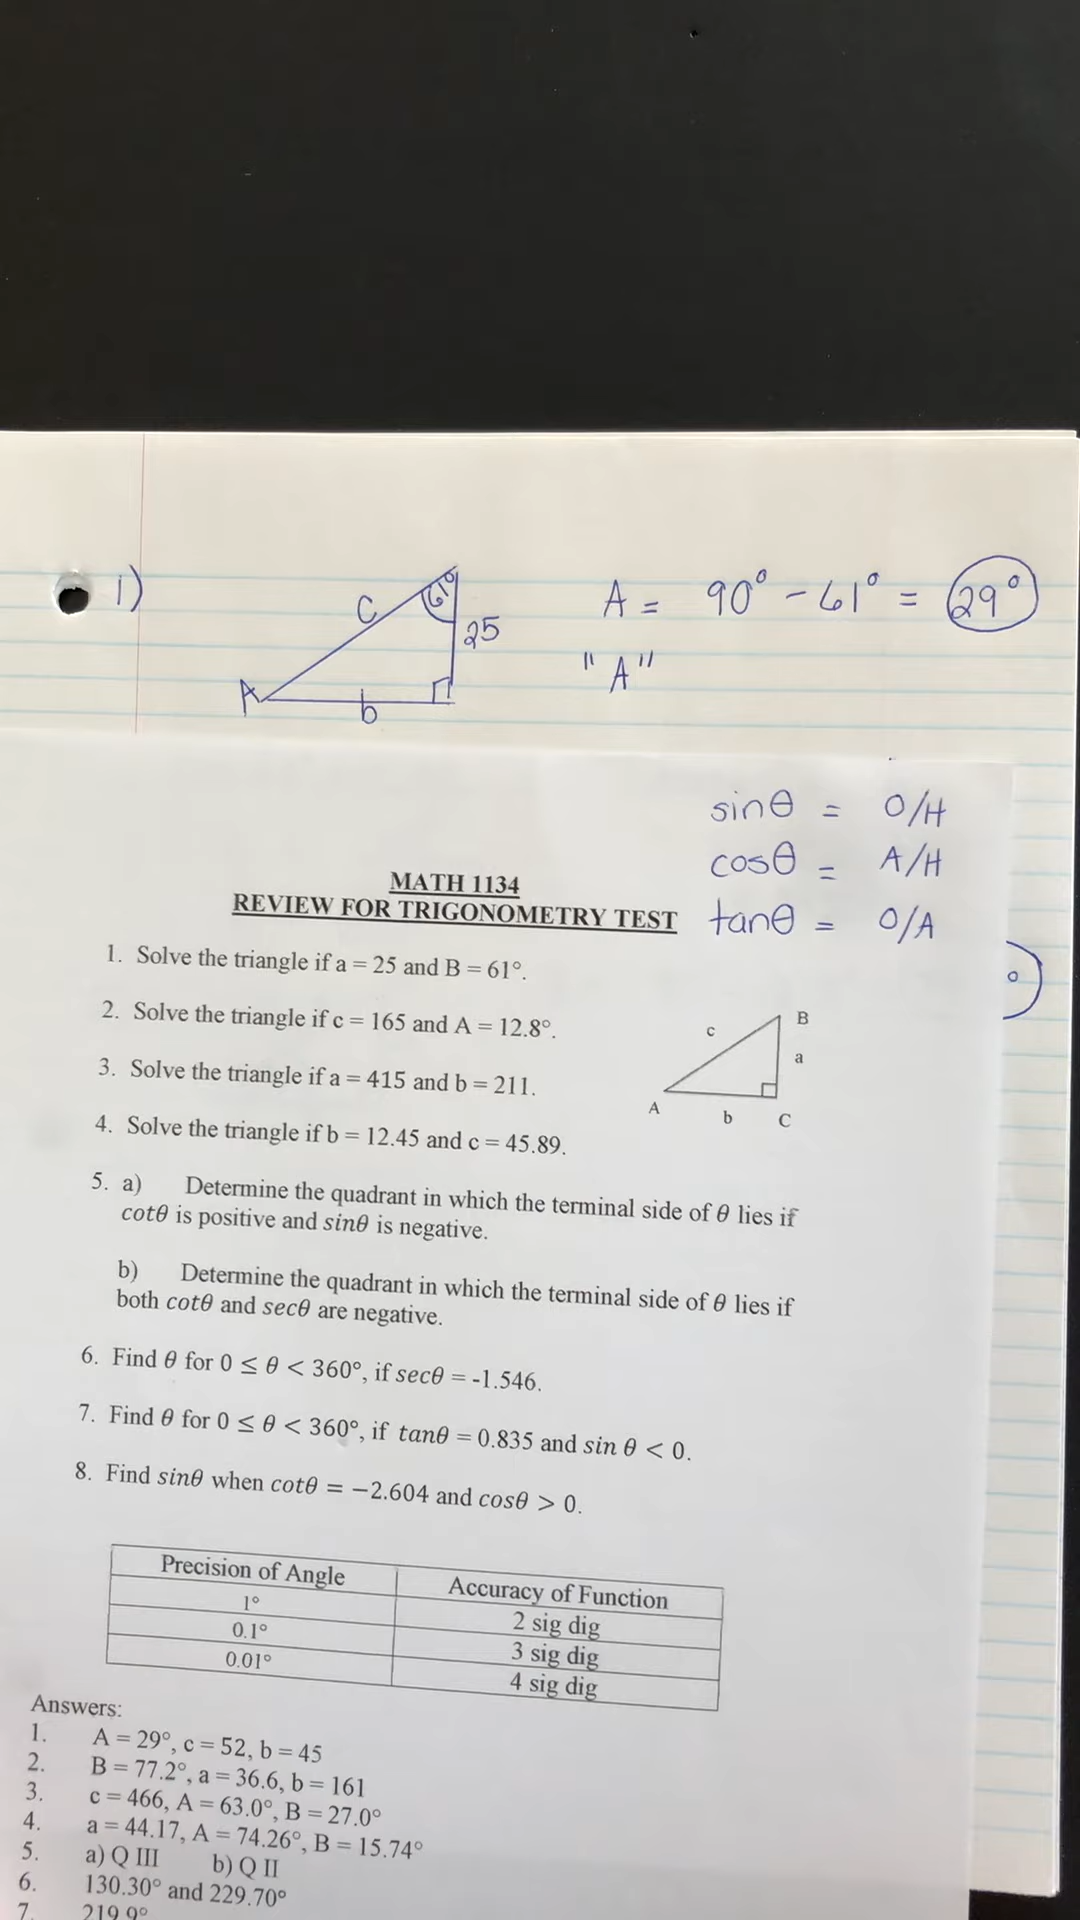 1)
C
61°
25
A
b
A = 90° - 61° = 29°
"A"
sinθ = O/H
cosθ = A/H
tanθ = O/A
MATH 1134
REVIEW FOR TRIGONOMETRY TEST
1. Solve the triangle if a = 25 and B = 61°.
2. Solve the triangle if c = 165 and A = 12.8°.
3. Solve the triangle if a = 415 and b = 211.
4. Solve the triangle if b = 12.45 and c = 45.89.
c
B
a
A
b
C
°
5. a) Determine the quadrant in which the terminal side of θ lies if
cotθ is positive and sinθ is negative.
b) Determine the quadrant in which the terminal side of θ lies if
both cotθ and secθ are negative.
6. Find θ for 0 ≤ θ < 360°, if secθ = -1.546.
7. Find θ for 0 ≤ θ < 360°, if tanθ = 0.835 and sin θ < 0.
8. Find sinθ when cotθ = −2.604 and cosθ > 0.
Precision of Angle Accuracy of Function
1° 2 sig dig
0.1° 3 sig dig
0.01° 4 sig dig
Answers:
1. A = 29°, c = 52, b = 45
2. B = 77.2°, a = 36.6, b = 161
3. c = 466, A = 63.0°, B = 27.0°
4. a = 44.17, A = 74.26°, B = 15.74°
5. a) Q III b) Q II
6. 130.30° and 229.70°
7. 219.9°